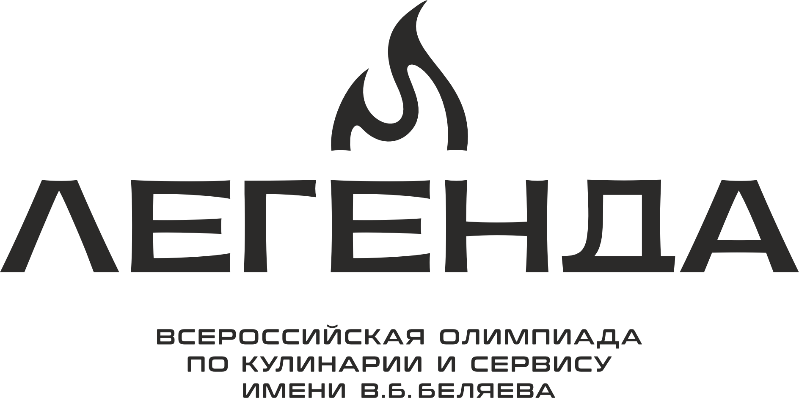 ЛЕГЕНДА
ВСЕРОССИЙСКАЯ ОЛИМПИАДА
ПО КУЛИНАРИИ И СЕРВИСУ
ИМЕНИ В.Б. БЕЛЯЕВА